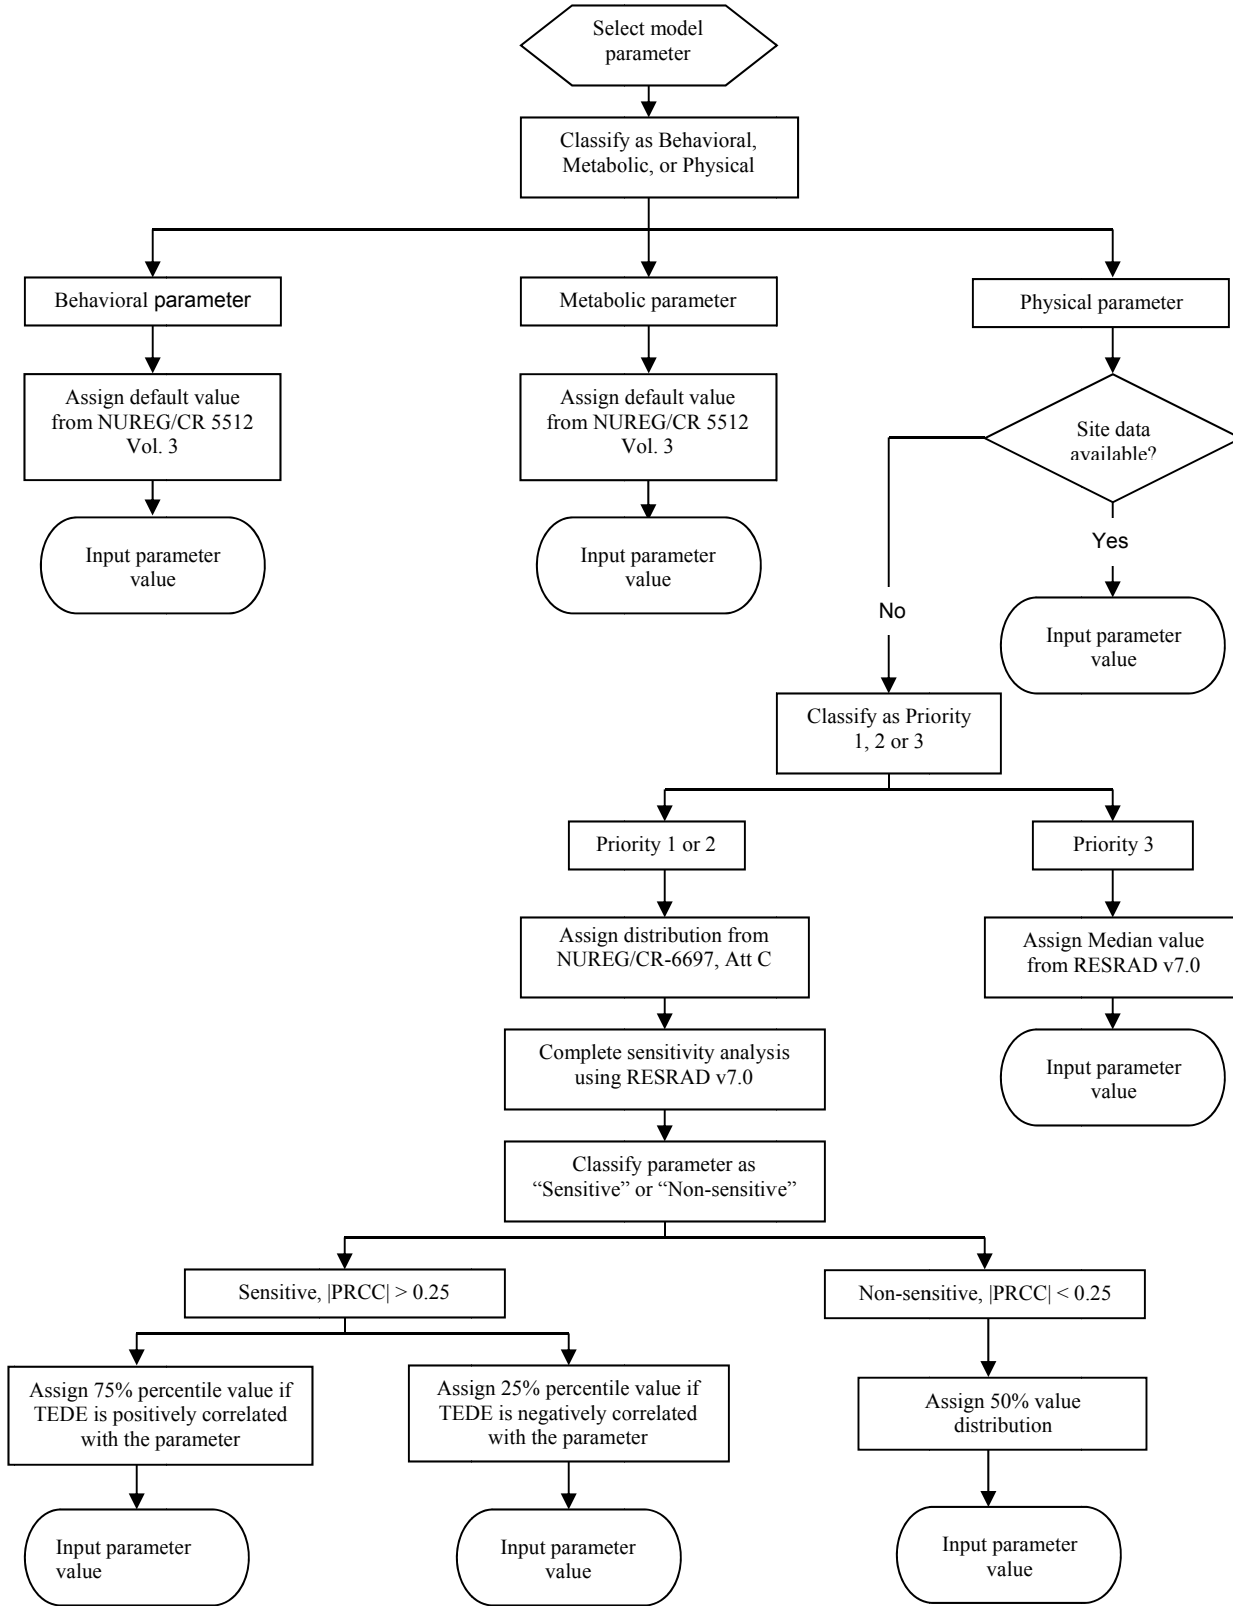 Select model
parameter
Classify as Behavioral,
Metabolic, or Physical
Behavioral parameter
Metabolic parameter
Physical parameter
Assign default value
from NUREG/CR 5512
Vol. 3
Assign default value
from NUREG/CR 5512
Vol. 3
Site data
available?
Input parameter
value
Input parameter
value
Yes
No
Input parameter
value
Classify as Priority
1, 2 or 3
Priority 1 or 2
Priority 3
Assign distribution from
NUREG/CR-6697, Att C
Assign Median value
from RESRAD v7.0
Complete sensitivity analysis
using RESRAD v7.0
Input parameter
value
Classify parameter as
“Sensitive” or “Non-sensitive”
Sensitive, |PRCC| > 0.25
Non-sensitive, |PRCC| < 0.25
Assign 75% percentile value if
TEDE is positively correlated
with the parameter
Assign 25% percentile value if
TEDE is negatively correlated
with the parameter
Assign 50% value
distribution
Input parameter
value
Input parameter
value
Input parameter
value